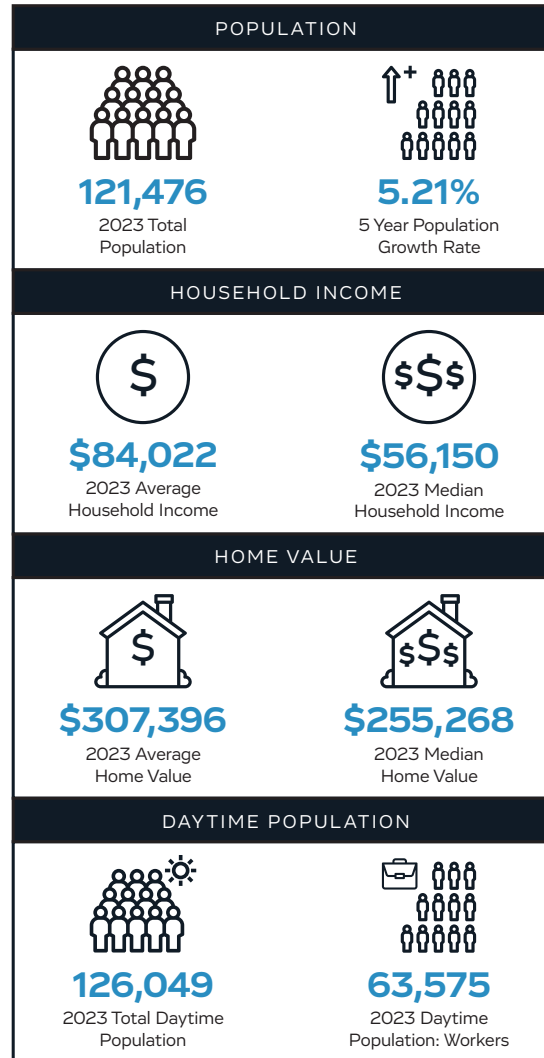 POPULATION
121,476
2023 Total
Population
5.21%
5 Year Population
Growth Rate
HOUSEHOLD INCOME
$
$84,022
2023 Average
Household Income
$$$
$56,150
2023 Median
Household Income
HOME VALUE
$
$307,396
2023 Average
Home Value
$$$
$255,268
2023 Median
Home Value
DAYTIME POPULATION
126,049
2023 Total Daytime
Population
63,575
2023 Daytime
Population: Workers